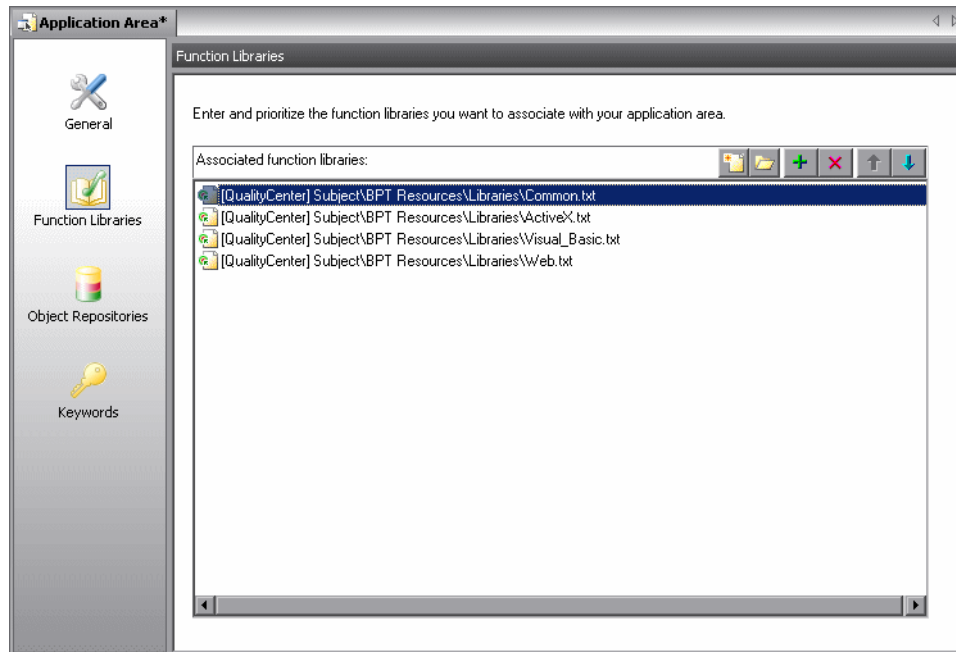 Application Area*
General
Function Libraries
Object Repositories
Keywords
Function Libraries
Enter and prioritize the function libraries you want to associate with your application area.
Associated function libraries:
[QualityCenter] Subject\BPT Resources\Libraries\Common.txt
[QualityCenter] Subject\BPT Resources\Libraries\ActiveX.txt
[QualityCenter] Subject\BPT Resources\Libraries\Visual_Basic.txt
[QualityCenter] Subject\BPT Resources\Libraries\Web.txt